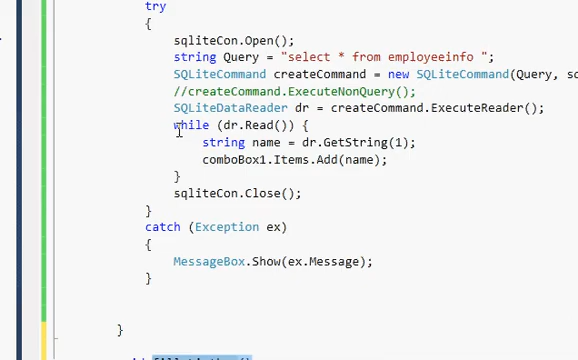 try
{
sqliteCon.Open();
string Query = "select * from employeeinfo ";
SQLiteCommand createCommand = new SQLiteCommand(Query, sq
//createCommand.ExecuteNonQuery();
SQLiteDataReader dr = createCommand.ExecuteReader();
while (dr.Read()) {
string name = dr.GetString(1);
comboBox1.Items.Add(name);
}
sqliteCon.Close();
}
catch (Exception ex)
{
MessageBox.Show(ex.Message);
}
}